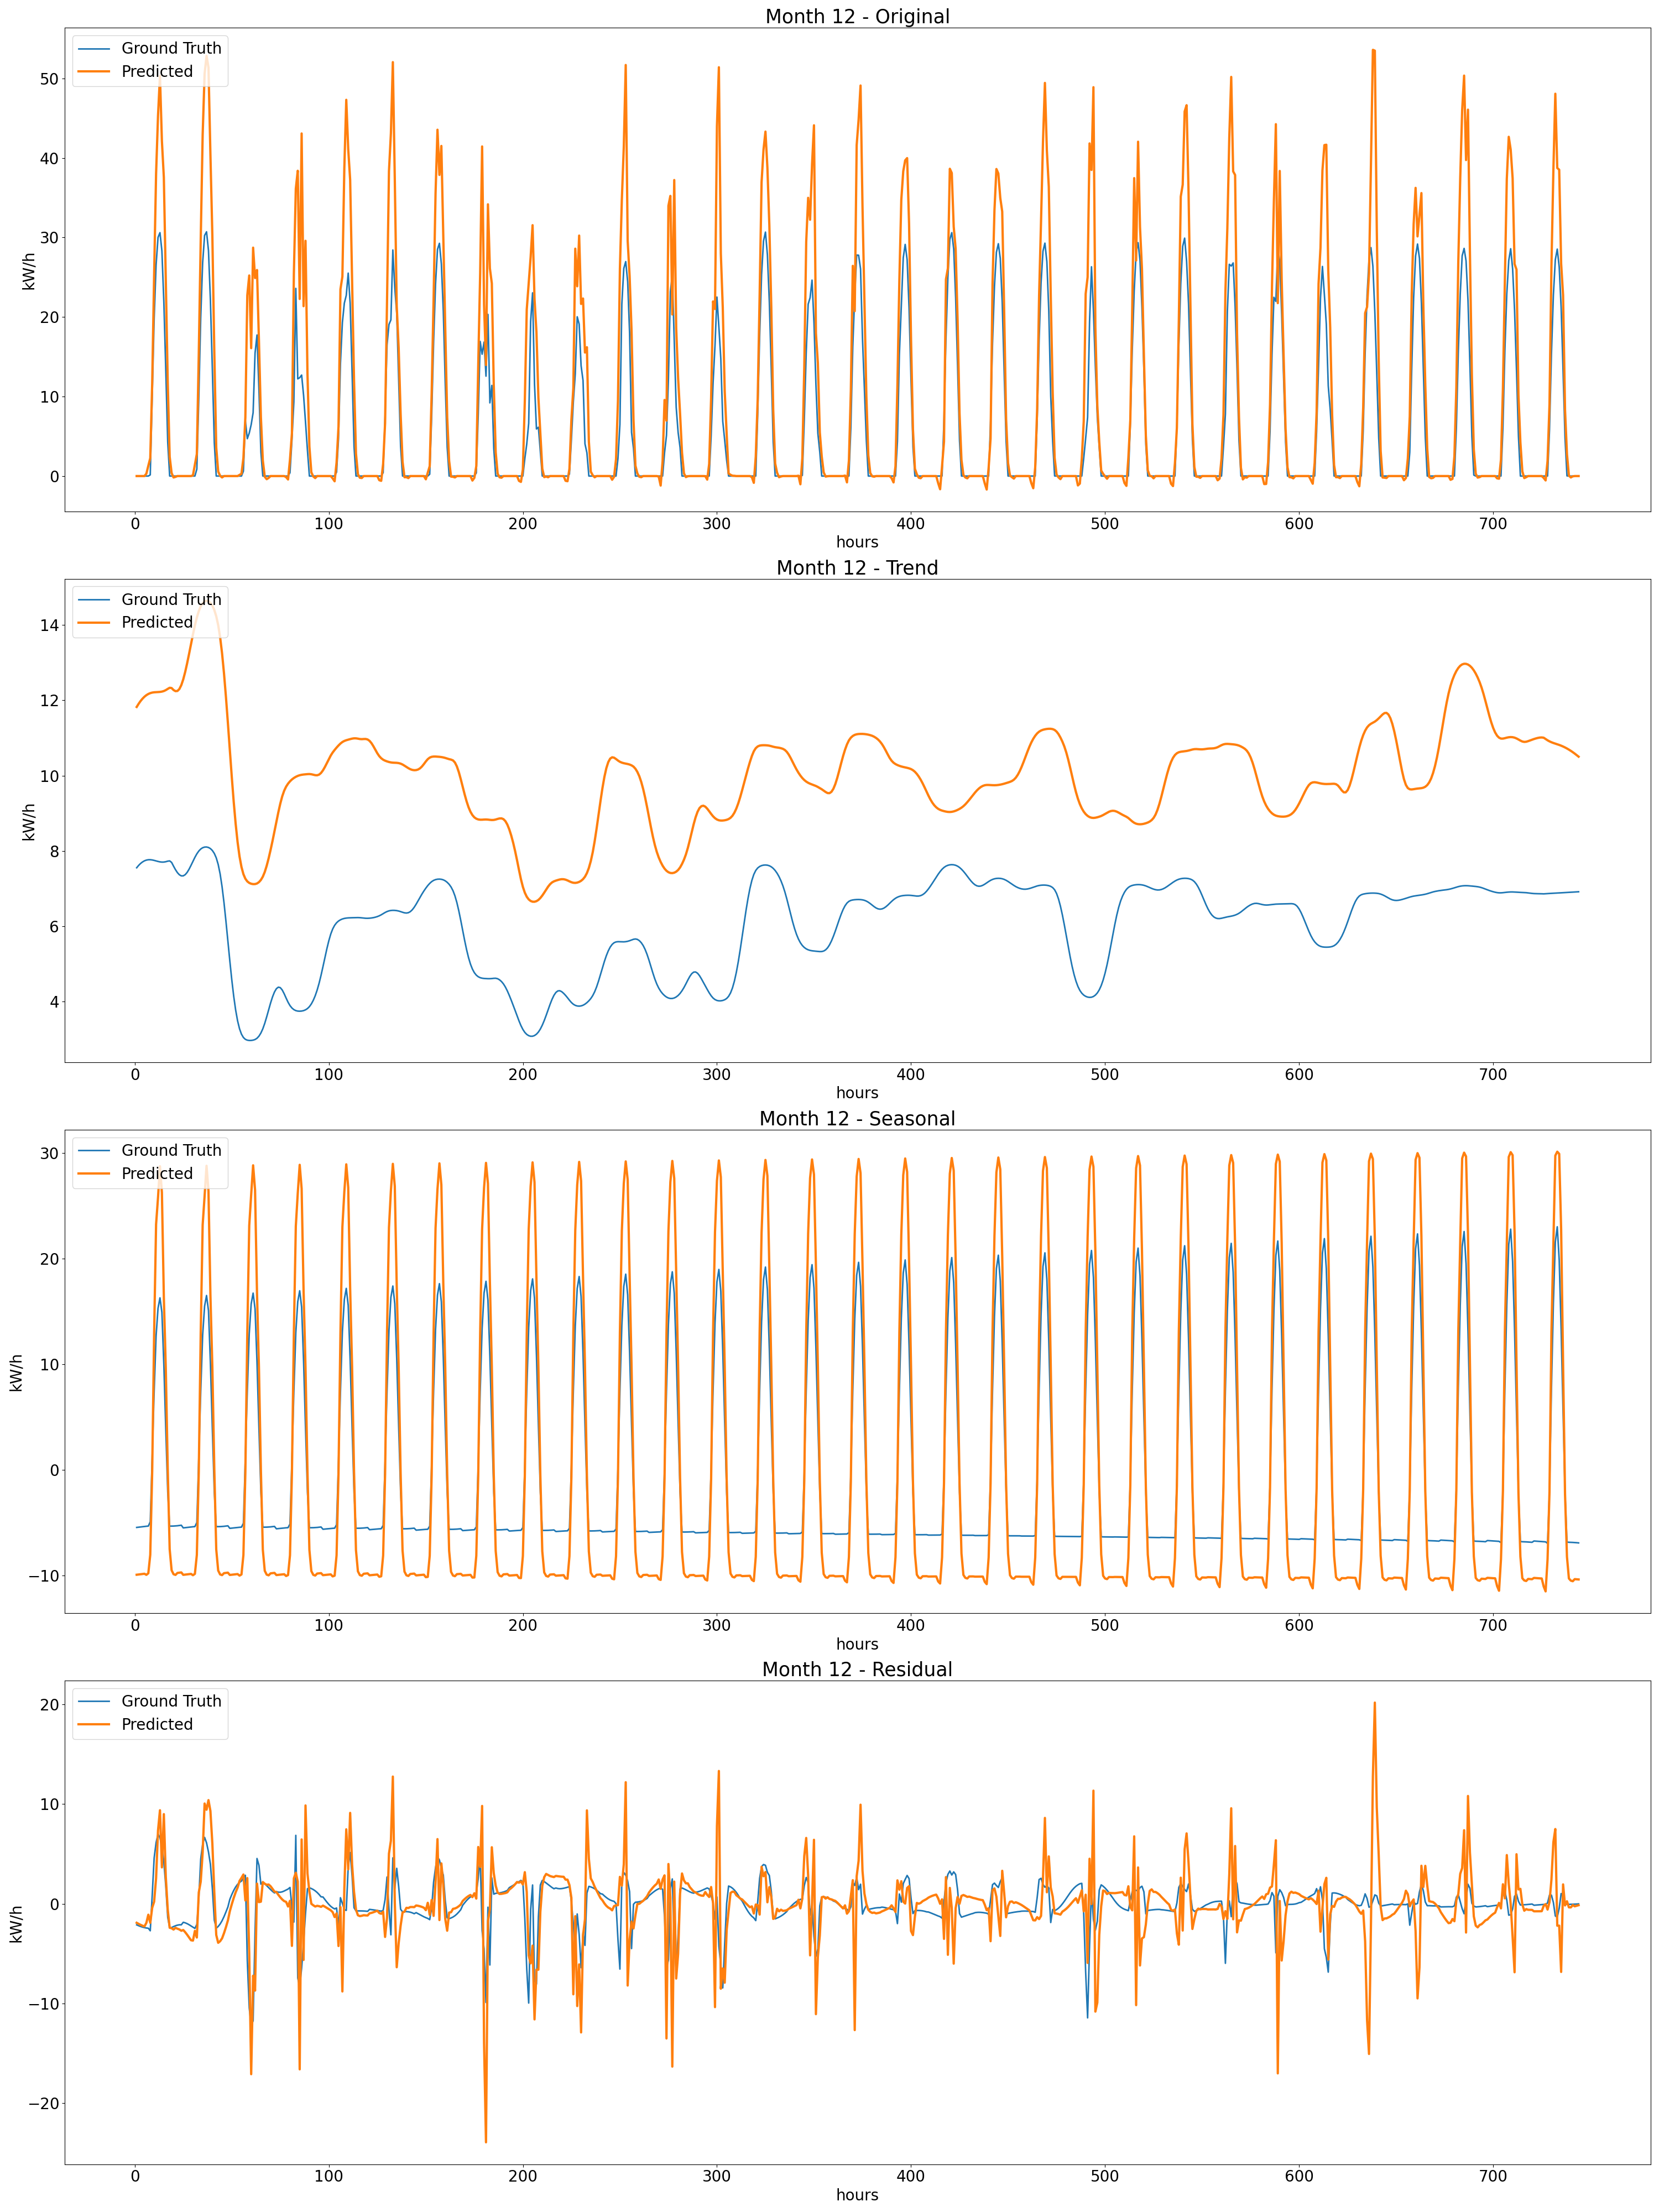 Month 12 - Original
Ground Truth
Predicted
kW/h
50
40
30
20
10
0
0 100 200 300 400 500 600 700
hours
Month 12 - Trend
Ground Truth
Predicted
kW/h
14
12
10
8
6
4
0 100 200 300 400 500 600 700
hours
Month 12 - Seasonal
Ground Truth
Predicted
kW/h
30
20
10
0
−10
0 100 200 300 400 500 600 700
hours
Month 12 - Residual
Ground Truth
Predicted
kW/h
20
10
0
−10
−20
0 100 200 300 400 500 600 700
hours